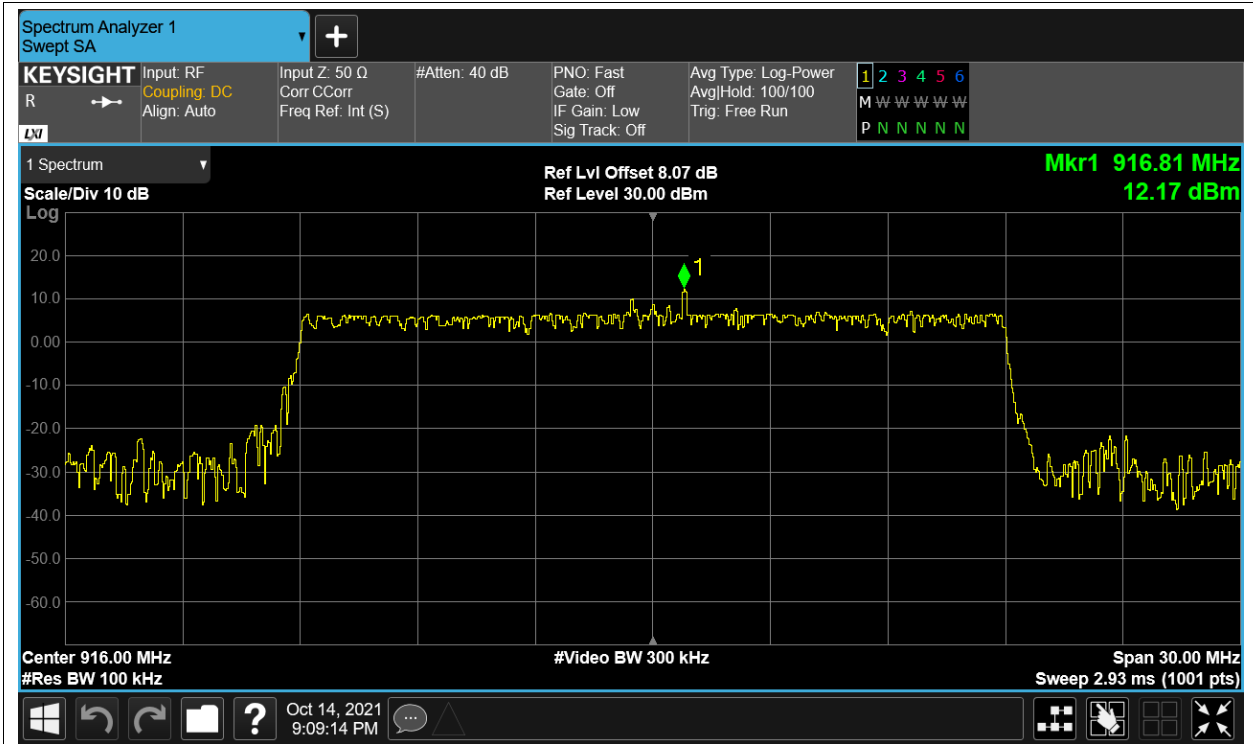 Spectrum Analyzer 1
Swept SA
KEYSIGHT
R
LXI
Input: RF
Coupling: DC
Align: Auto
Input Z: 50 Ω
Corr CCorr
Freq Ref: Int (S)
#Atten: 40 dB
PNO: Fast
Gate: Off
IF Gain: Low
Sig Track: Off
Avg Type: Log-Power
Avg|Hold: 100/100
Trig: Free Run
1 2 3 4 5 6
M W W W W W W
P N N N N N
1 Spectrum
Scale/Div 10 dB
Log
Ref Lvl Offset 8.07 dB
Ref Level 30.00 dBm
Mkr1 916.81 MHz
12.17 dBm
1
20.0
10.0
0.00
-10.0
-20.0
-30.0
-40.0
-50.0
-60.0
Center 916.00 MHz
#Video BW 300 kHz
Span 30.00 MHz
#Res BW 100 kHz
Sweep 2.93 ms (1001 pts)
?
Oct 14, 2021
9:09:14 PM